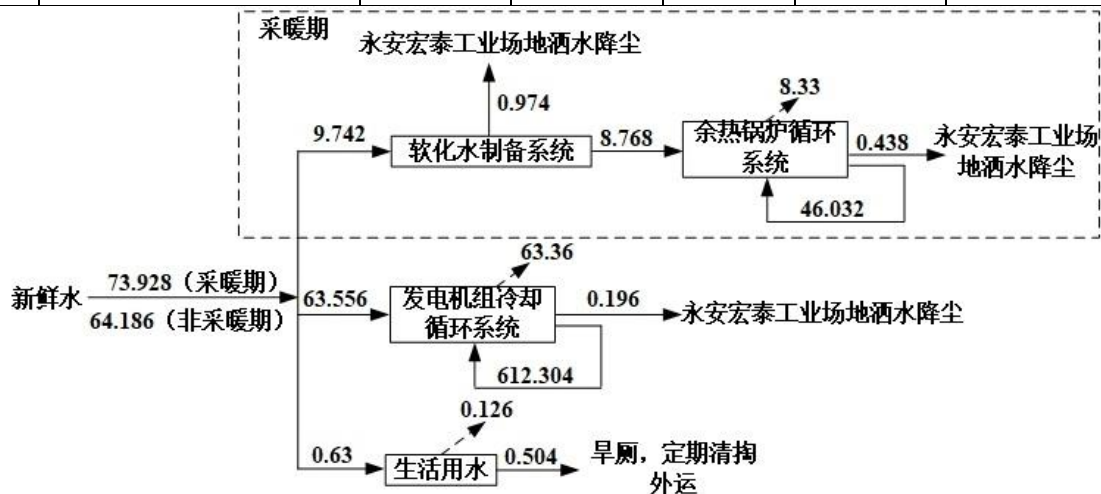 采暖期
永安宏泰工业场地洒水降尘
0.974
8.33
9.742
软化水制备系统
8.768
余热锅炉循环
系统
0.438
永安宏泰工业场
地洒水降尘
46.032
新鲜水
73.928（采暖期）
64.186（非采暖期）
63.556
63.36
发电机组冷却
循环系统
0.196
永安宏泰工业场地洒水降尘
612.304
0.126
0.63
生活用水
0.504
旱厕，定期清掏
外运